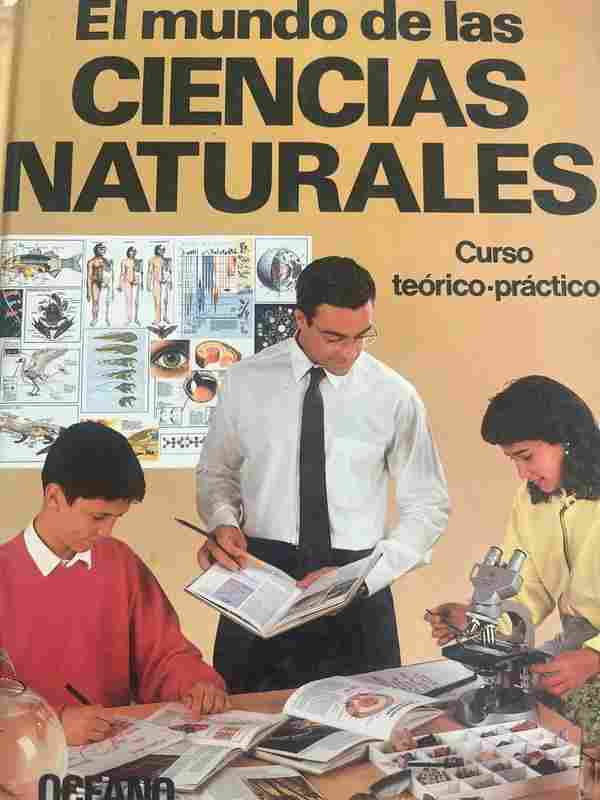 El mundo de las
CIENCIAS
NATURALES
Curso
teórico-práctico
OCEANO